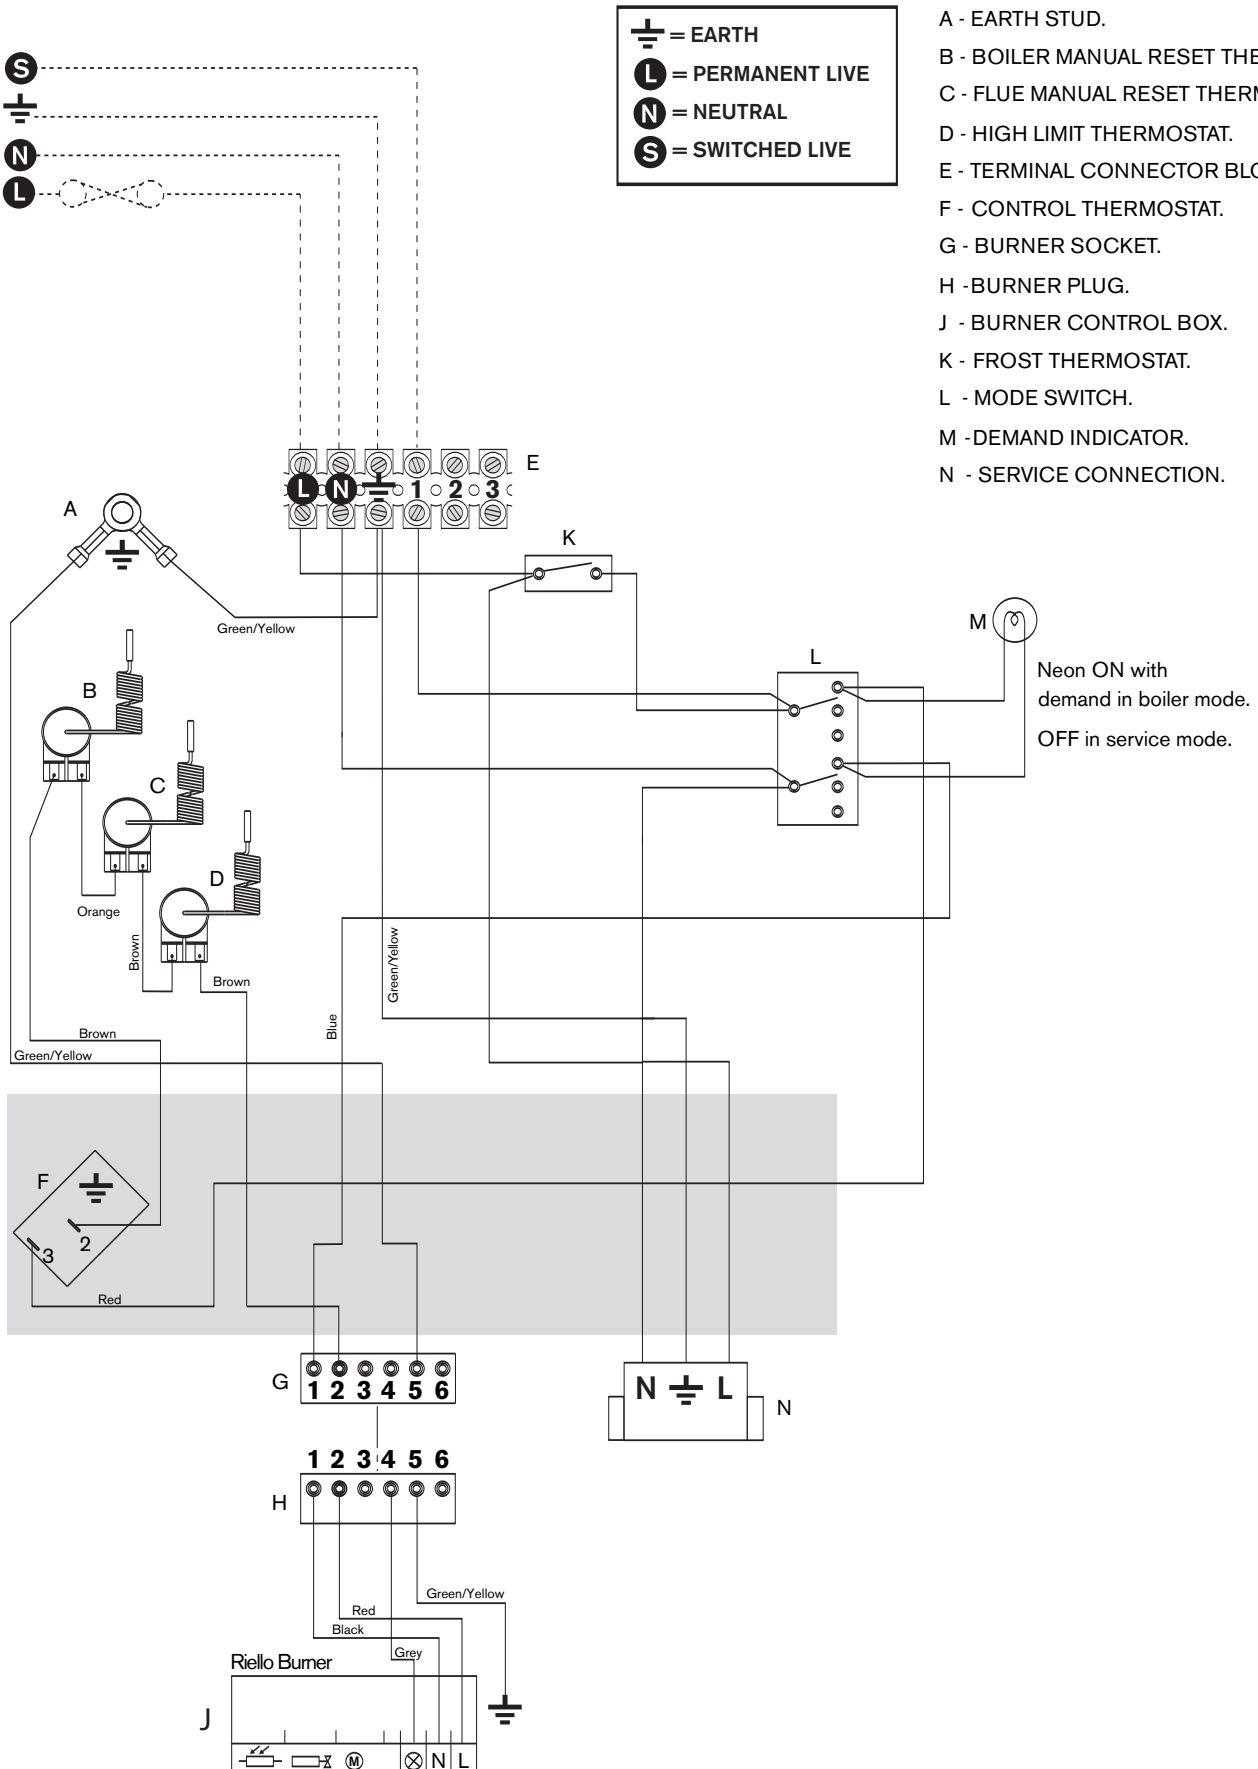 = EARTH
L = PERMANENT LIVE
N = NEUTRAL
S = SWITCHED LIVE
A - EARTH STUD.
B - BOILER MANUAL RESET
C - FLUE MANUAL RESET
D - HIGH LIMIT THERMOSTAT.
E - TERMINAL CONNECTOR
F - CONTROL THERMOSTAT.
G - BURNER SOCKET.
H -BURNER PLUG.
J - BURNER CONTROL BOX.
K - FROST THERMOSTAT.
L - MODE SWITCH.
M -DEMAND INDICATOR.
N - SERVICE CONNECTION.
S
N
L
E
L N 1 2 3
A
K
Green/Yellow
M
L
Neon ON with
demand in boiler mode.
OFF in service mode.
B
C
D
Orange
Brown
Brown
Green/Yellow
Blue
Brown
Green/Yellow
F
2
3
Red
G
1 2 3 4 5 6
N L
N
1 2 3 4 5 6
H
Green/Yellow
Red
Black
Grey
Riello Burner
J
M N L